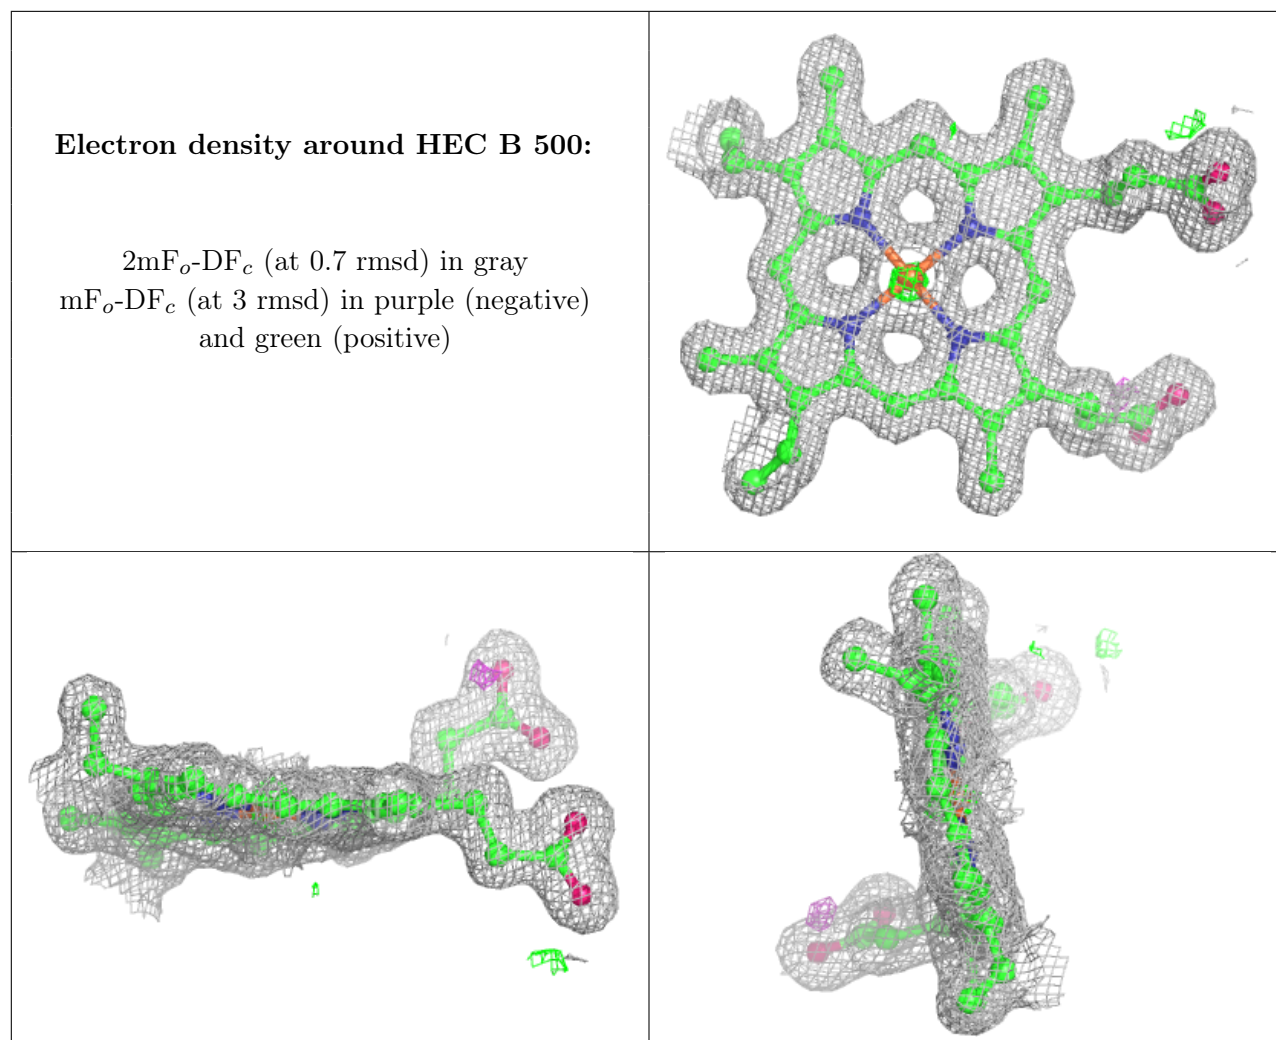 Electron density around HEC B 500:
2mFo-DFc (at 0.7 rmsd) in gray
mFo-DFc (at 3 rmsd) in purple (negative)
and green (positive)